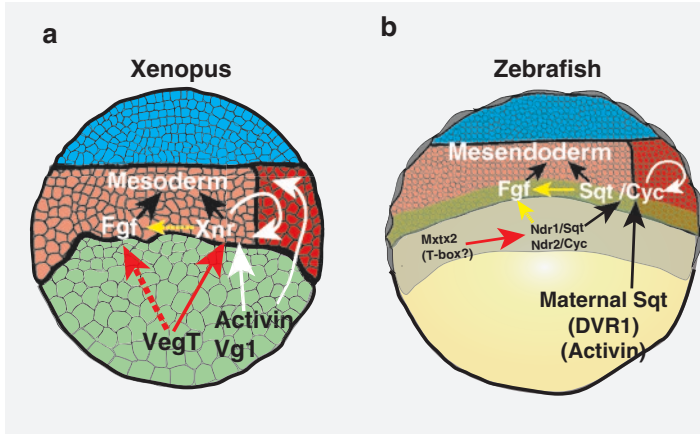 a
Xenopus
Mesoderm
Fgf Xnr
VegT
Activin
Vg1
b
Zebrafish
Mesendoderm
Fgf Sqt /Cyc
Mxtx2
(T-box?)
Ndr1/Sqt
Ndr2/Cyc
Maternal Sqt
(DVR1)
(Activin)